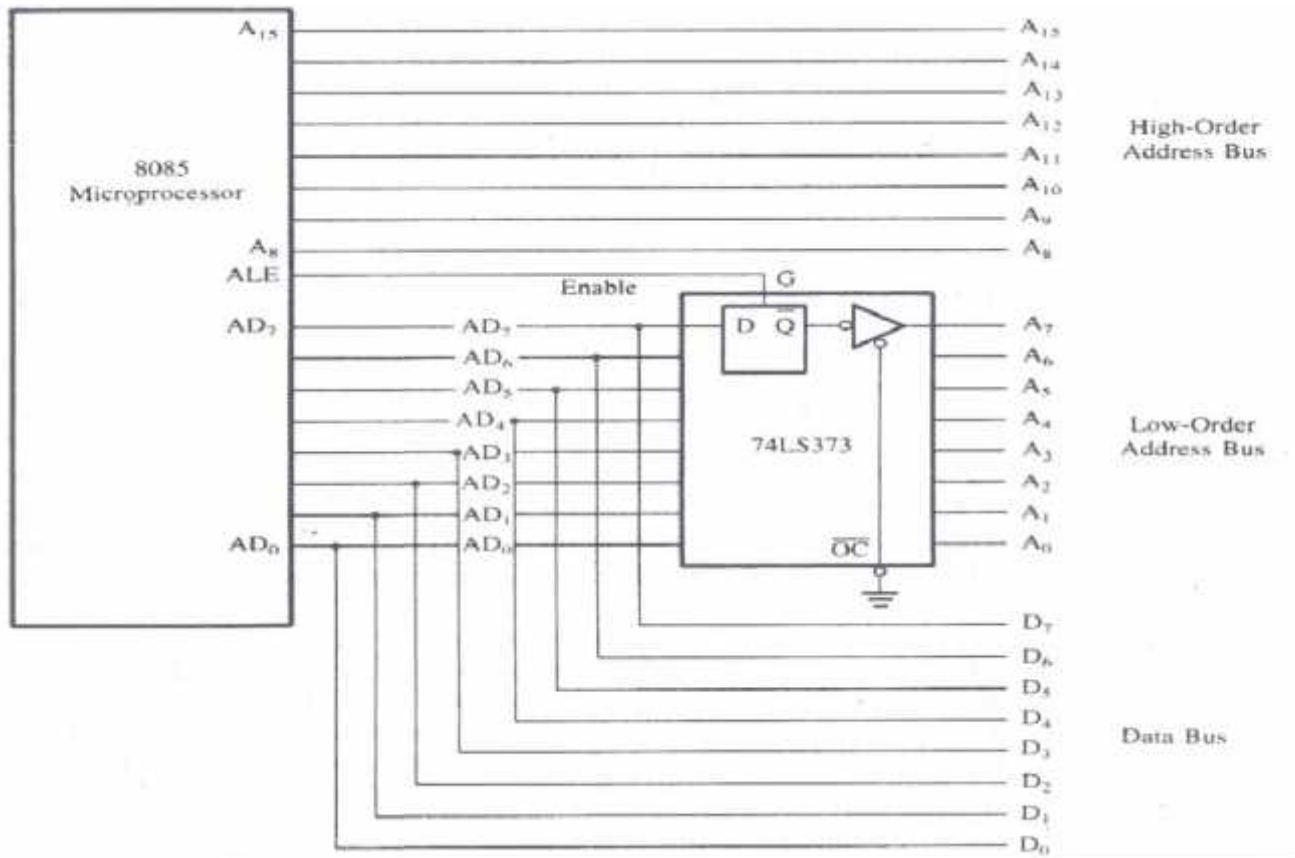 A₁₅
A₁₅
A₁₄
A₁₃
A₁₂
A₁₁
A₁₀
A₉
A₈
A₈
High-Order
Address Bus
8085
Microprocessor
ALE
Enable
G
AD₇
AD₇
D
Q̅
A₇
AD₆
A₆
AD₅
A₅
AD₄
A₄
AD₃
A₃
AD₂
A₂
AD₁
A₁
AD₀
AD₀
A₀
74LS373
O̅C̅
Low-Order
Address Bus
D₇
D₆
D₅
D₄
D₃
D₂
D₁
D₀
Data Bus